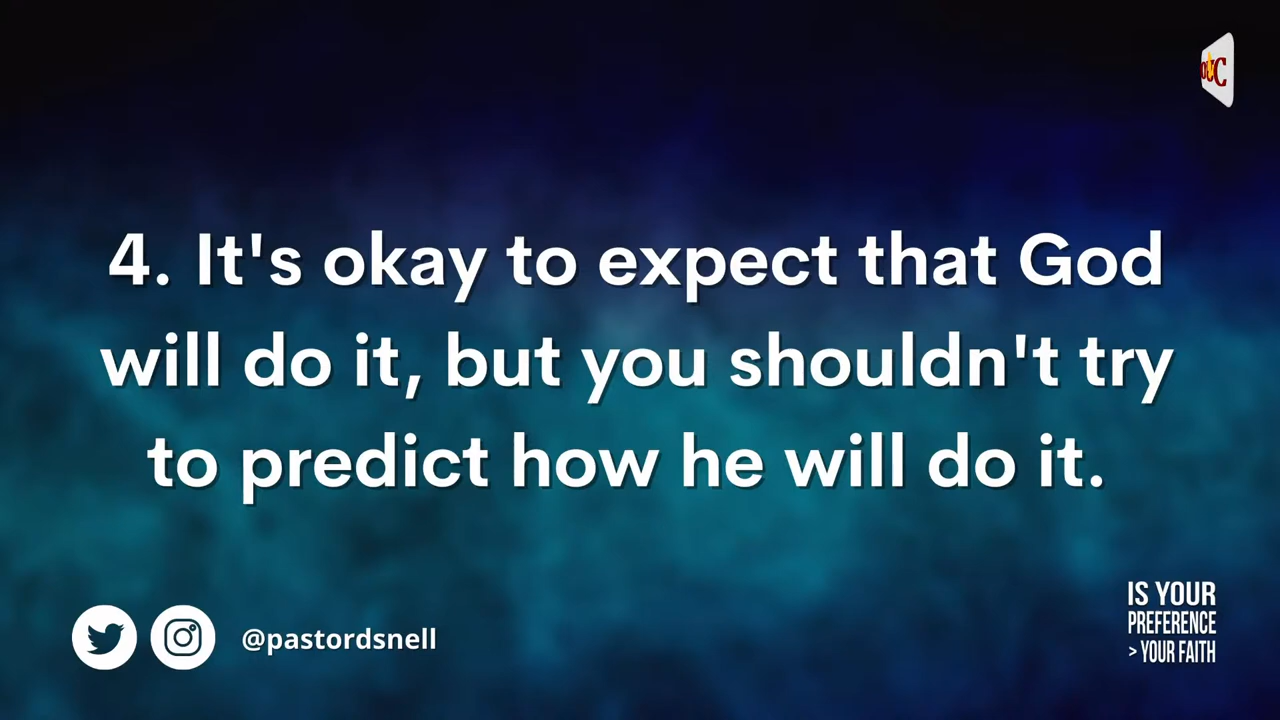 otC
4. It's okay to expect that God
will do it, but you shouldn't try
to predict how he will do it.
@pastordsnell
IS YOUR
PREFERENCE
> YOUR FAITH